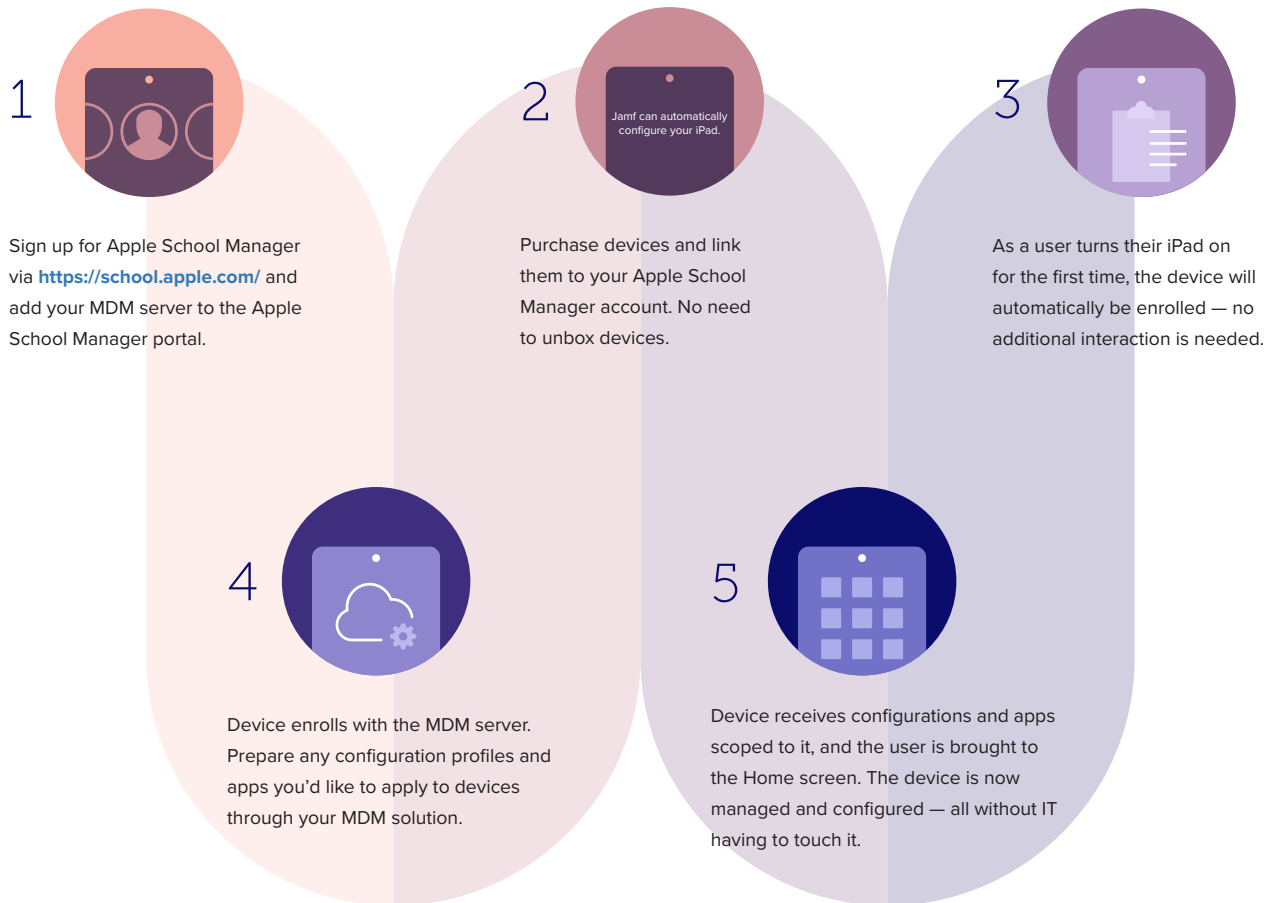 1
Sign up for Apple School Manager
via https://school.apple.com/ and
add your MDM server to the Apple
School Manager portal.
2
Jamf can automatically
configure your iPad.
Purchase devices and link
them to your Apple School
Manager account. No need
to unbox devices.
3
As a user turns their iPad on
for the first time, the device will
automatically be enrolled — no
additional interaction is needed.
4
Device enrolls with the MDM server.
Prepare any configuration profiles and
apps you’d like to apply to devices
through your MDM solution.
5
Device receives configurations and apps
scoped to it, and the user is brought to
the Home screen. The device is now
managed and configured — all without IT
having to touch it.